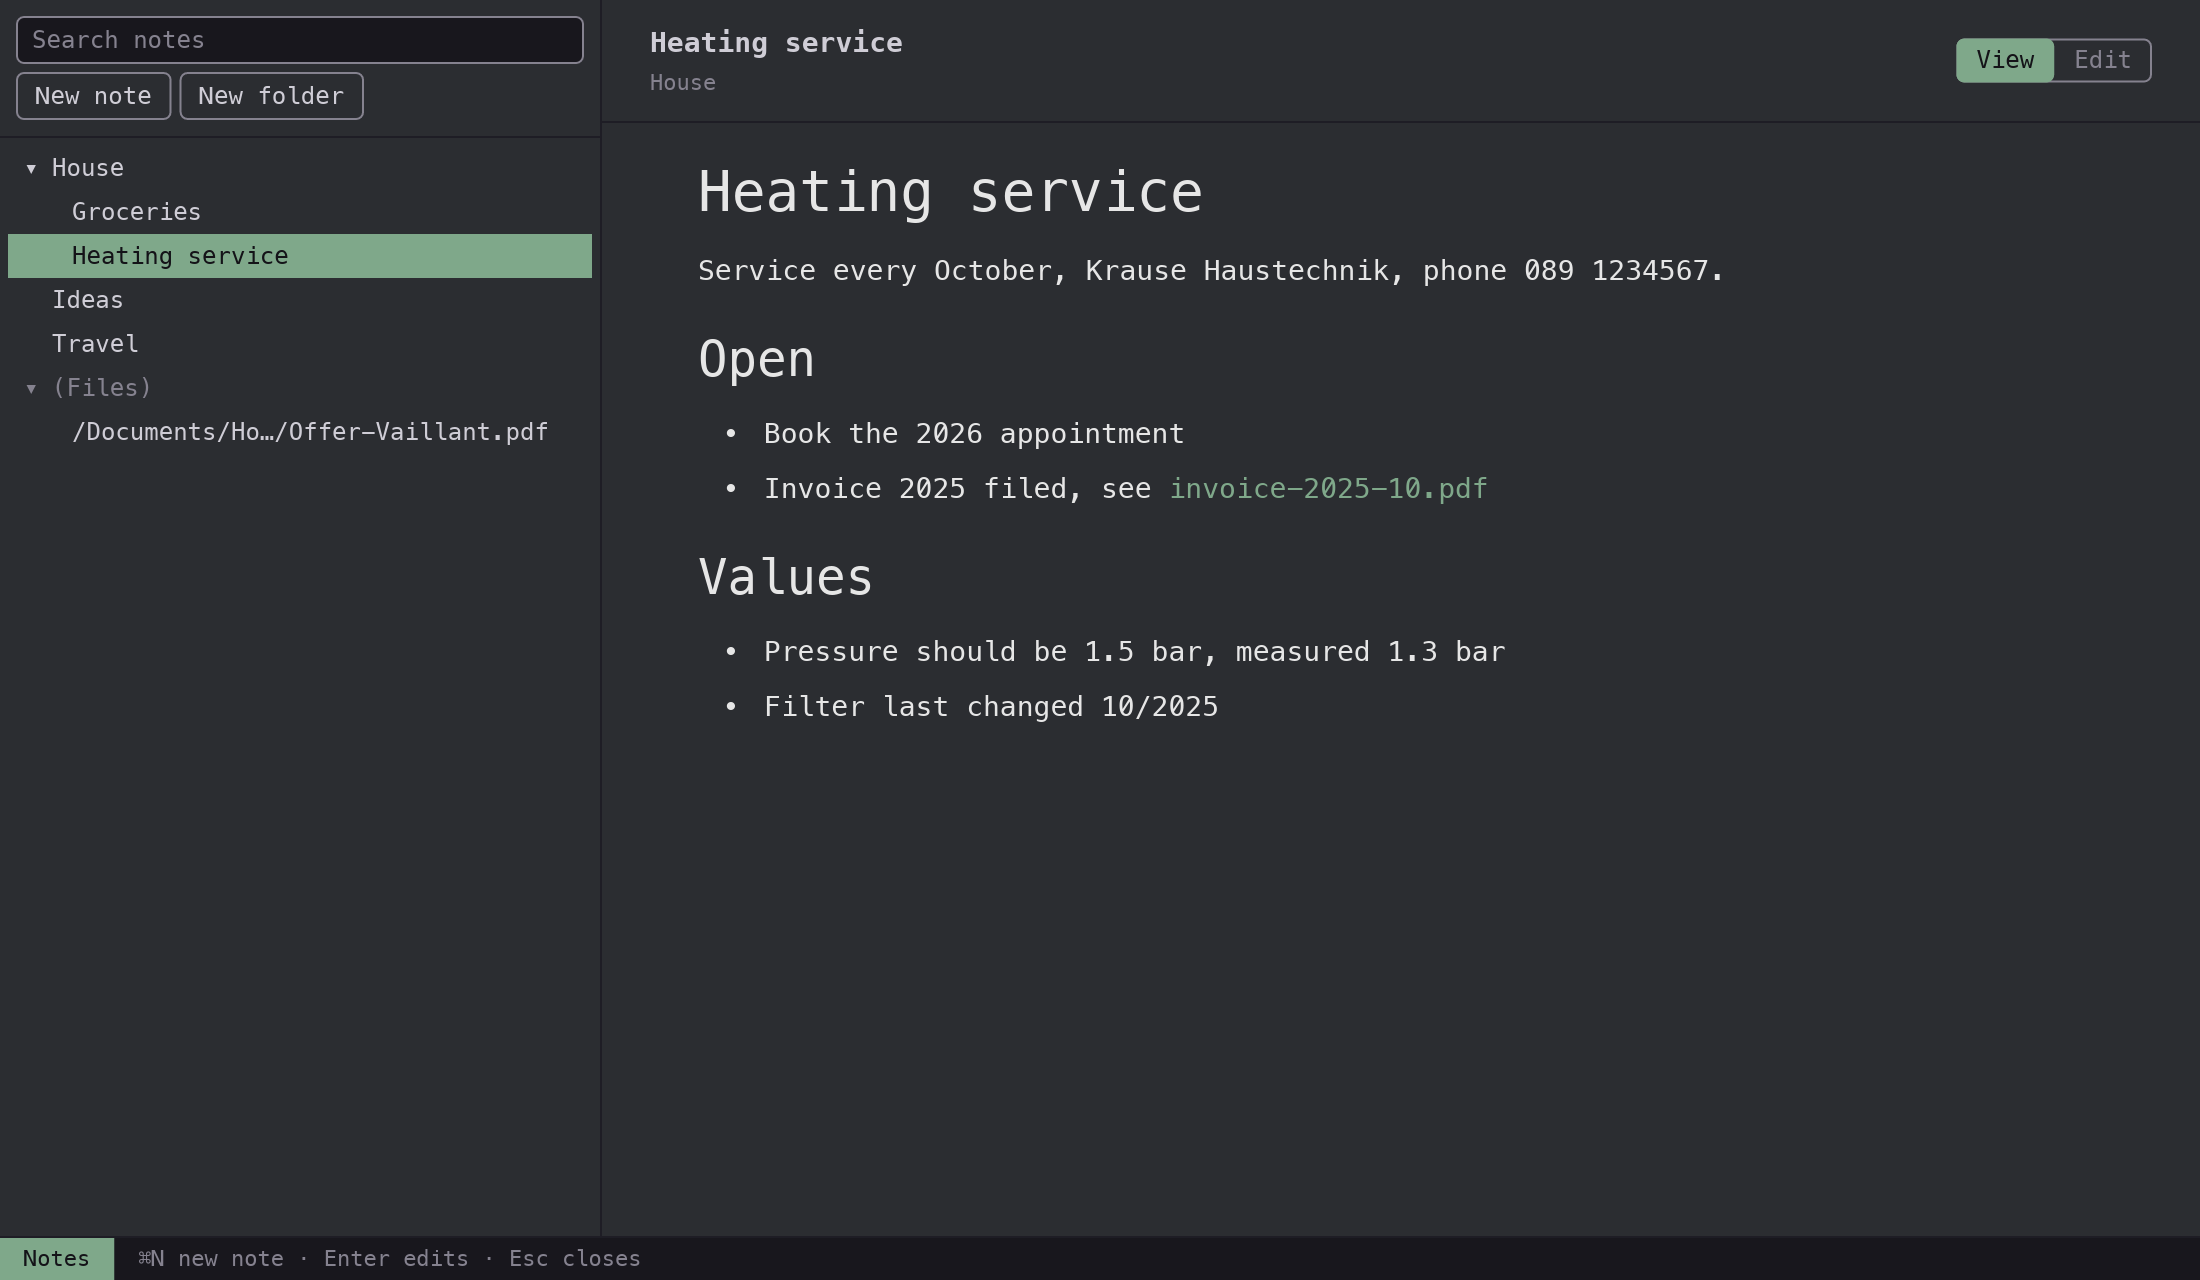 Search notes
New note New folder
▾ House
Groceries
Heating service
Ideas
Travel
▾ (Files)
/Documents/Ho…/Offer-Vaillant.pdf
Heating service
House
View Edit
Heating service
Service every October, Krause Haustechnik, phone 089 1234567.
Open
• Book the 2026 appointment
• Invoice 2025 filed, see invoice-2025-10.pdf
Values
• Pressure should be 1.5 bar, measured 1.3 bar
• Filter last changed 10/2025
Notes ⌘N new note · Enter edits · Esc closes